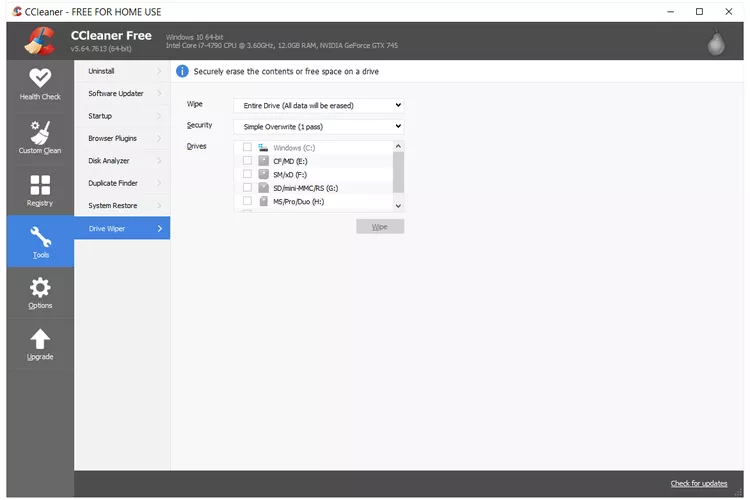 CCleaner - FREE FOR HOME USE
CCleaner Free
v5.64.7613 (64-bit)
Windows 10 64-bit
Intel Core i7-4790 CPU @ 3.60GHz, 12.0GB RAM, NVIDIA GeForce GTX 745
Health Check
Custom Clean
Registry
Tools
Options
Upgrade
Uninstall
Software Updater
Startup
Browser Plugins
Disk Analyzer
Duplicate Finder
System Restore
Drive Wiper
Securely erase the contents or free space on a drive
Wipe
Entire Drive (All data will be erased)
Security
Simple Overwrite (1 pass)
Drives
Windows (C:)
CF/MD (E:)
SM/xD (F:)
SD/mini-MMC/RS (G:)
MS/Pro/Duo (H:)
Wipe
Check for updates